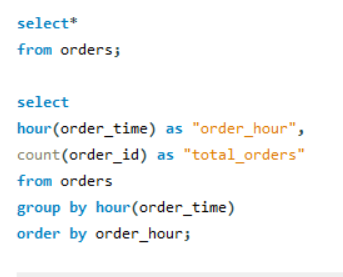 select*
from orders;
select
hour(order_time) as "order_hour",
count(order_id) as "total_orders"
from orders
group by hour(order_time)
order by order_hour;